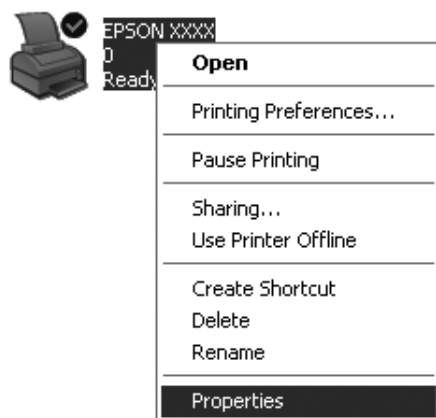 EPSON XXXX
0
Ready
Open
Printing Preferences...
Pause Printing
Sharing...
Use Printer Offline
Create Shortcut
Delete
Rename
Properties